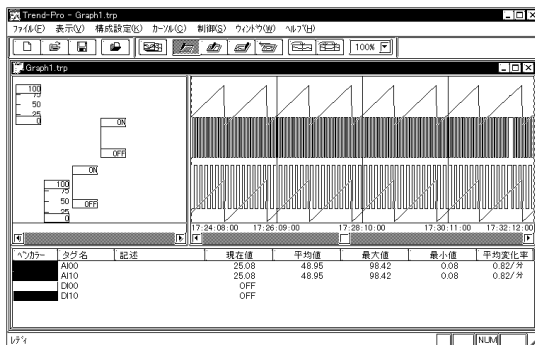 Trend-Pro - Graph1.trp
ファイル(F) 表示(V) 構成設定(K) カーソル(C) 制御(S) ウィンドウ(W) ヘルプ(H)
100%
Graph1.trp
100
75
50
25
0
ON
OFF
ON
OFF
100
75
50
25
0
17:24:08:00 17:26:09:00 17:28:10:00 17:30:11:00 17:32:12:00
ペンカラー タグ名 記述 現在値 平均値 最大値 最小値 平均変化率
AI00 25.08 48.95 98.42 0.08 0.82/分
AI10 25.08 48.95 98.42 0.08 0.82/分
DI00 OFF
DI10 OFF
レディ NUM